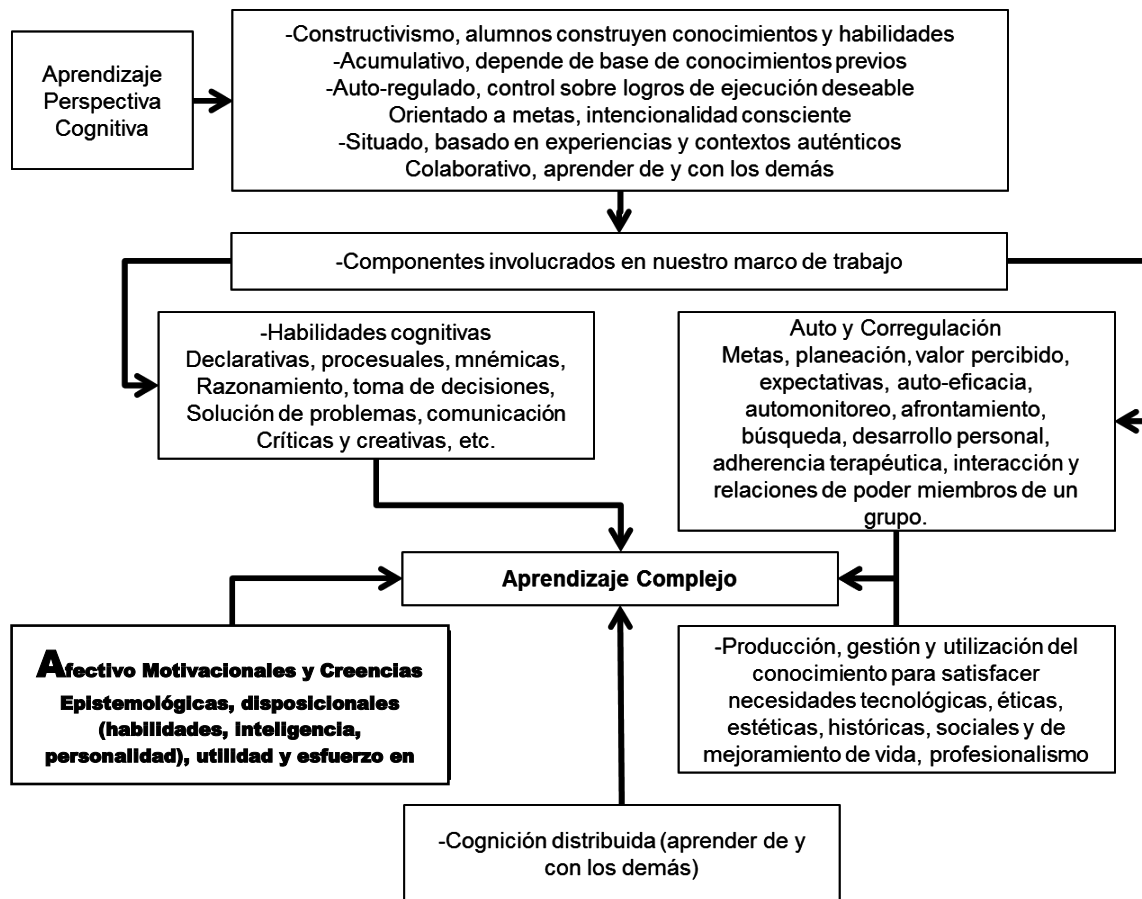 Aprendizaje
Perspectiva
Cognitiva
-Constructivismo, alumnos construyen conocimientos y habilidades
-Acumulativo, depende de base de conocimientos previos
-Auto-regulado, control sobre logros de ejecución deseable
Orientado a metas, intencionalidad consciente
-Situado, basado en experiencias y contextos auténticos
Colaborativo, aprender de y con los demás
-Componentes involucrados en nuestro marco de trabajo
-Habilidades cognitivas
Declarativas, procesuales, mnémicas,
Razonamiento, toma de decisiones,
Solución de problemas, comunicación
Críticas y creativas, etc.
Auto y Corregulación
Metas, planeación, valor percibido,
expectativas, auto-eficacia,
automonitoreo, afrontamiento,
búsqueda, desarrollo personal,
adherencia terapéutica, interacción y
relaciones de poder miembros de un
grupo.
Aprendizaje Complejo
Afectivo Motivacionales y Creencias
Epistemológicas, disposicionales
(habilidades, inteligencia,
personalidad), utilidad y esfuerzo en
-Producción, gestión y utilización del
conocimiento para satisfacer
necesidades tecnológicas, éticas,
estéticas, históricas, sociales y de
mejoramiento de vida, profesionalismo
-Cognición distribuida (aprender de y
con los demás)